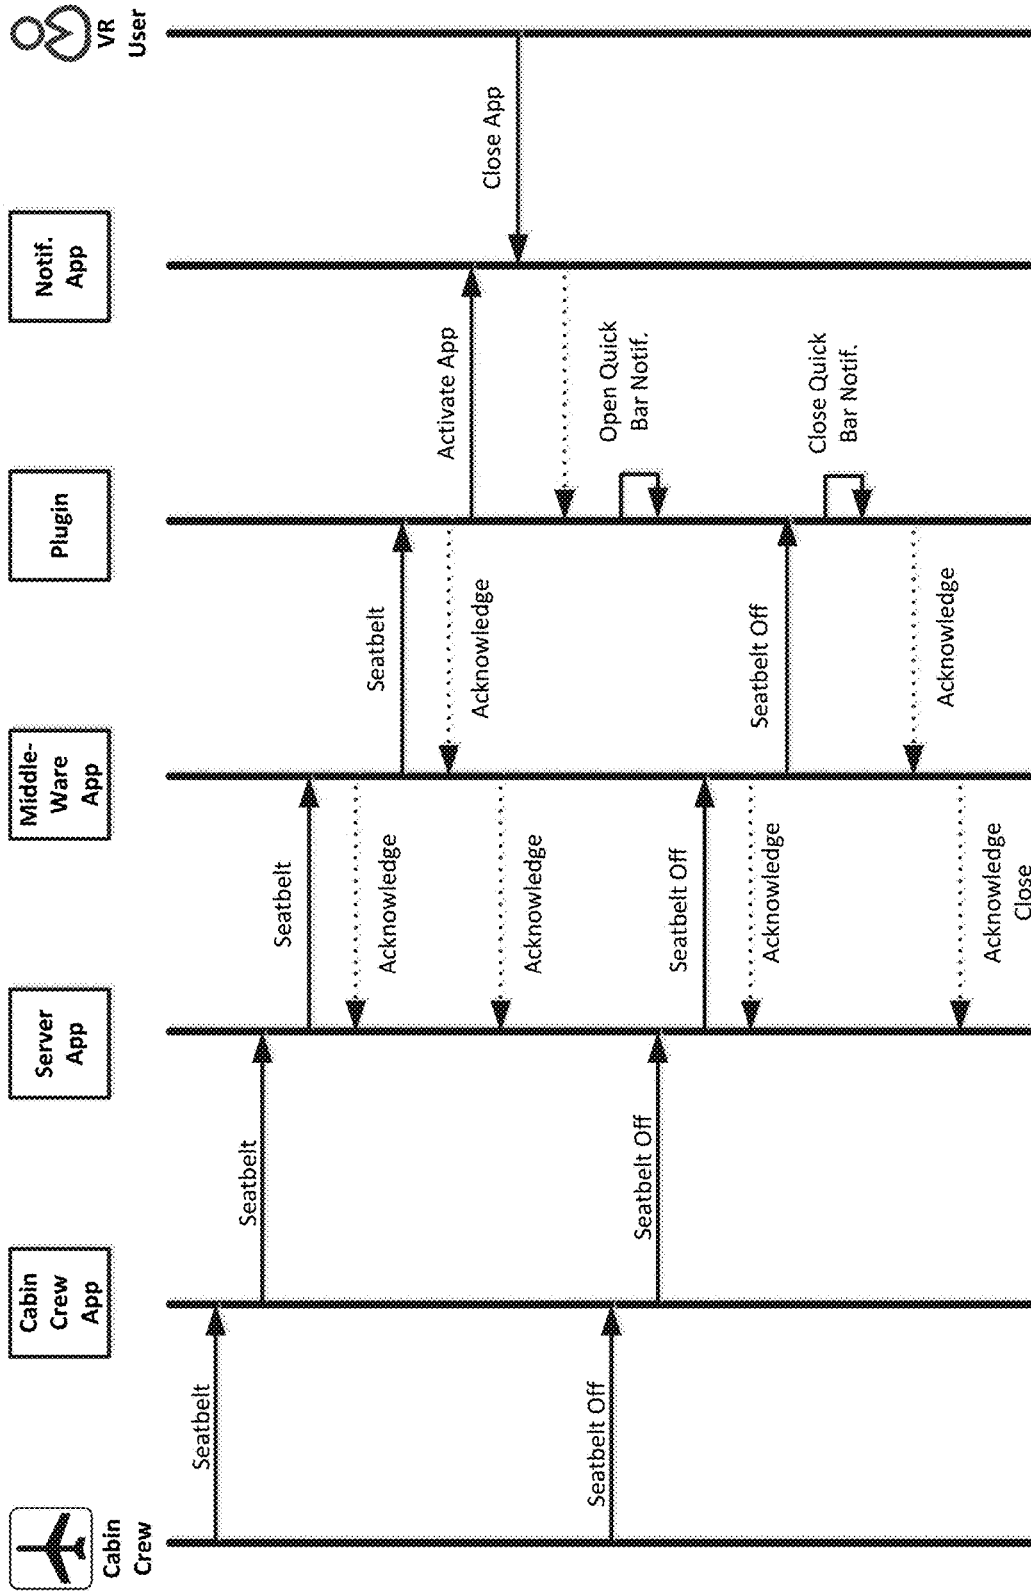 Cabin
Crew
Cabin
Crew
App
Server
App
Middle-
Ware
App
Plugin
Notif.
App
VR
User
Seatbelt
Seatbelt
Seatbelt
Acknowledge
Seatbelt
Acknowledge
Activate App
Acknowledge
Close App
Open Quick
Bar Notif.
Seatbelt Off
Seatbelt Off
Seatbelt Off
Acknowledge
Seatbelt Off
Close Quick
Bar Notif.
Acknowledge
Acknowledge
Close